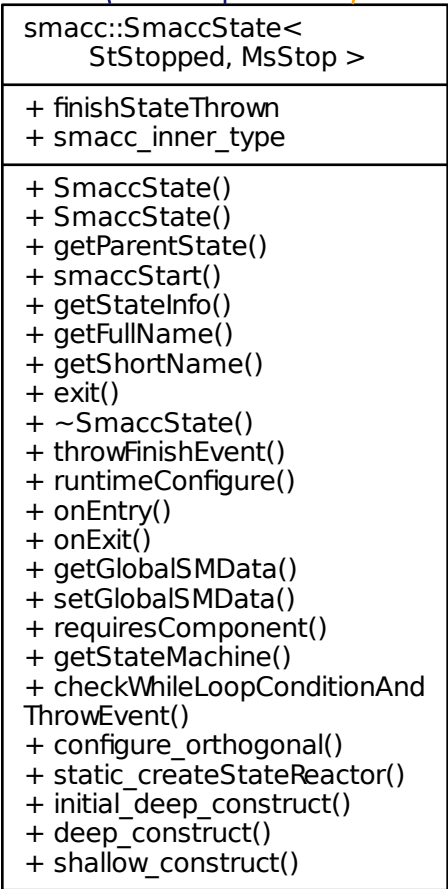 smacc::SmaccState<
StStopped, MsStop >
+ finishStateThrown
+ smacc_inner_type
+ SmaccState()
+ SmaccState()
+ getParentState()
+ smaccStart()
+ getStateInfo()
+ getFullName()
+ getShortName()
+ exit()
+ ~SmaccState()
+ throwFinishEvent()
+ runtimeConfigure()
+ onEntry()
+ onExit()
+ getGlobalSMData()
+ setGlobalSMData()
+ requiresComponent()
+ getStateMachine()
+ checkWhileLoopConditionAnd
ThrowEvent()
+ configure_orthogonal()
+ static_createStateReactor()
+ initial_deep_construct()
+ deep_construct()
+ shallow_construct()